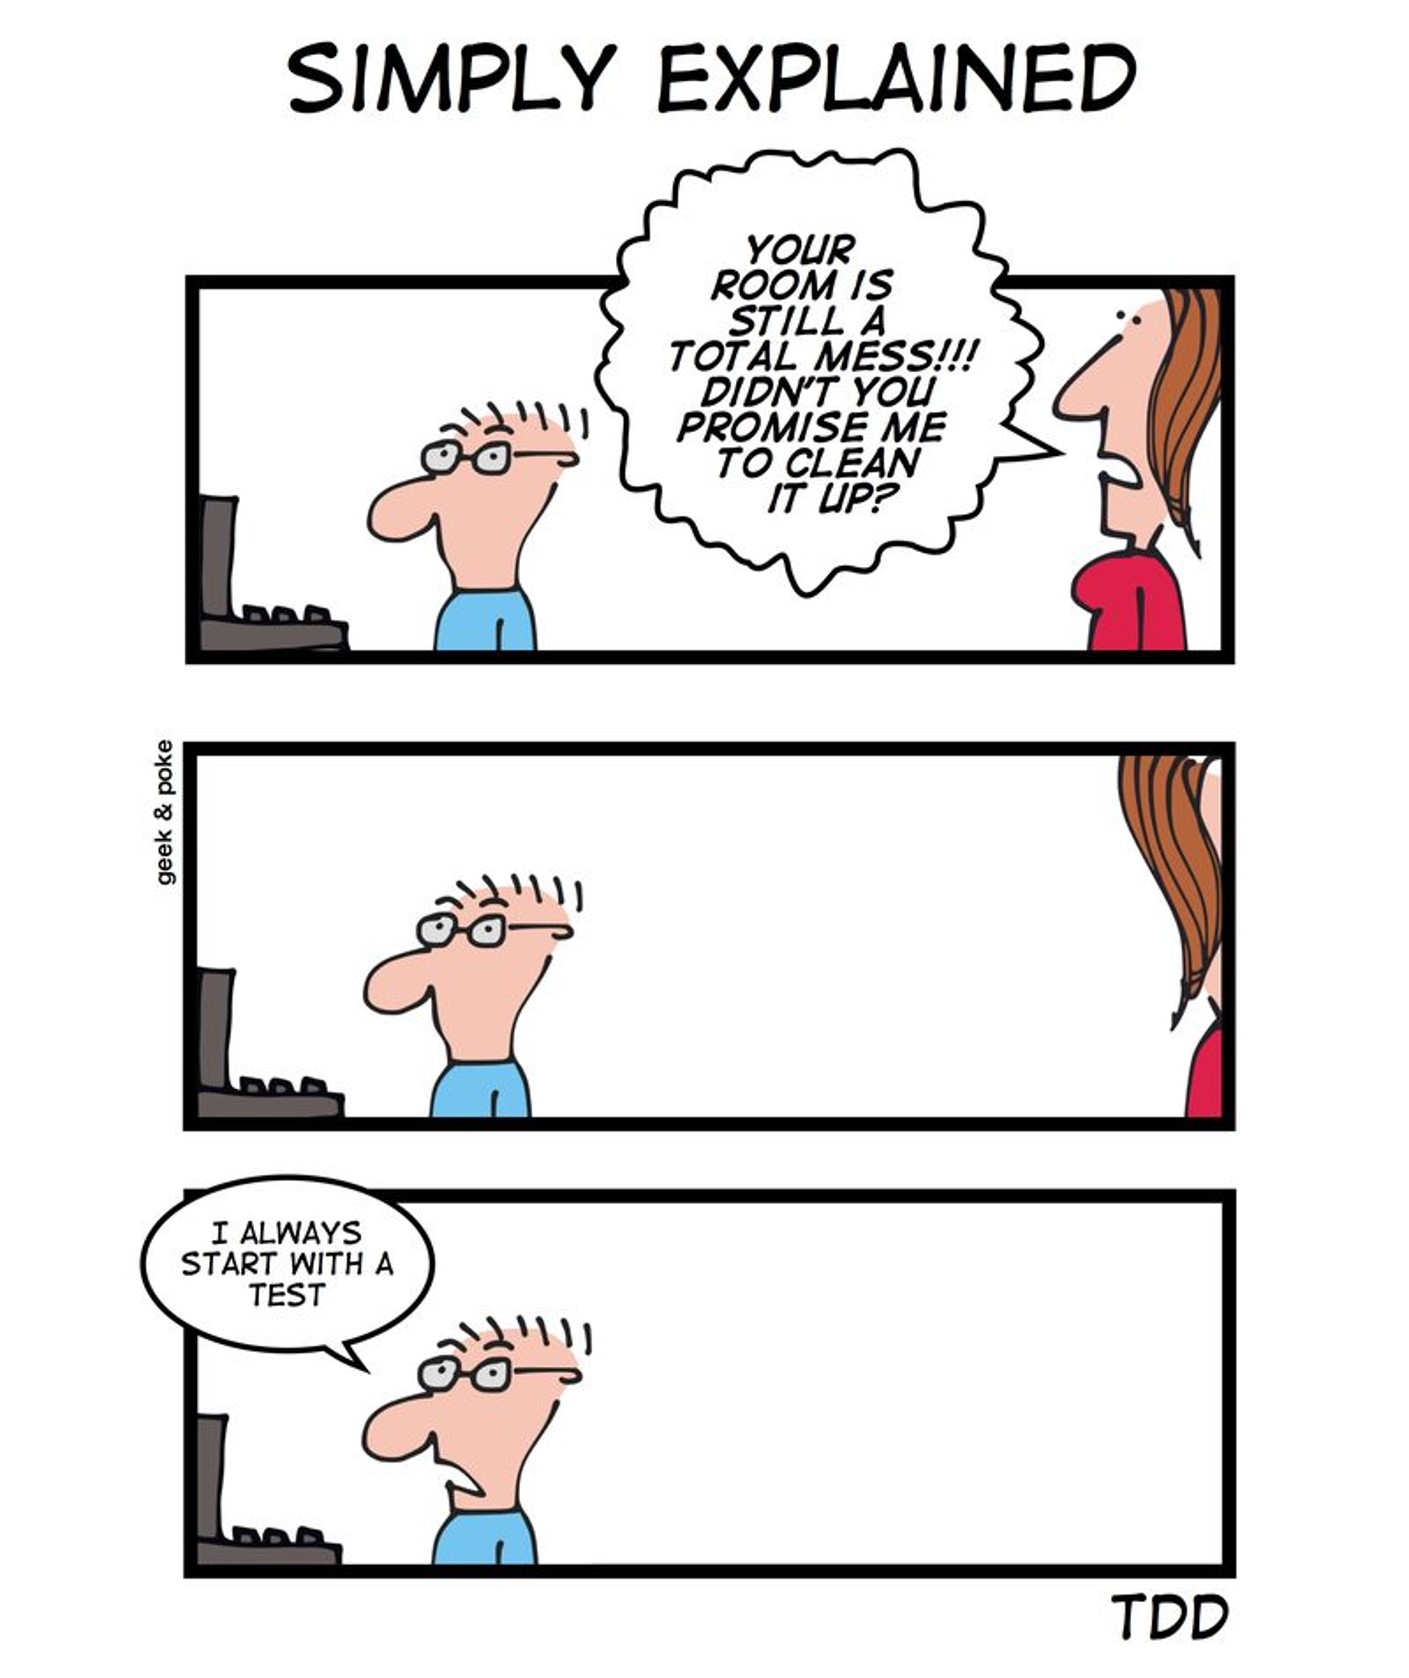 SIMPLY EXPLAINED
YOUR
ROOM IS
STILL A
TOTAL MESS!!!
DIDN'T YOU
PROMISE ME
TO CLEAN
IT UP?
geek & poke
I ALWAYS
START WITH A
TEST
TDD